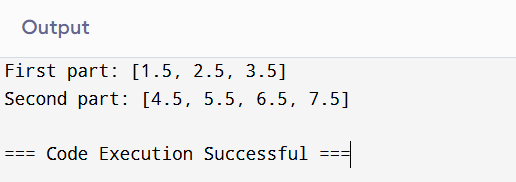 Output
First part: [1.5, 2.5, 3.5]
Second part: [4.5, 5.5, 6.5, 7.5]
=== Code Execution Successful ===